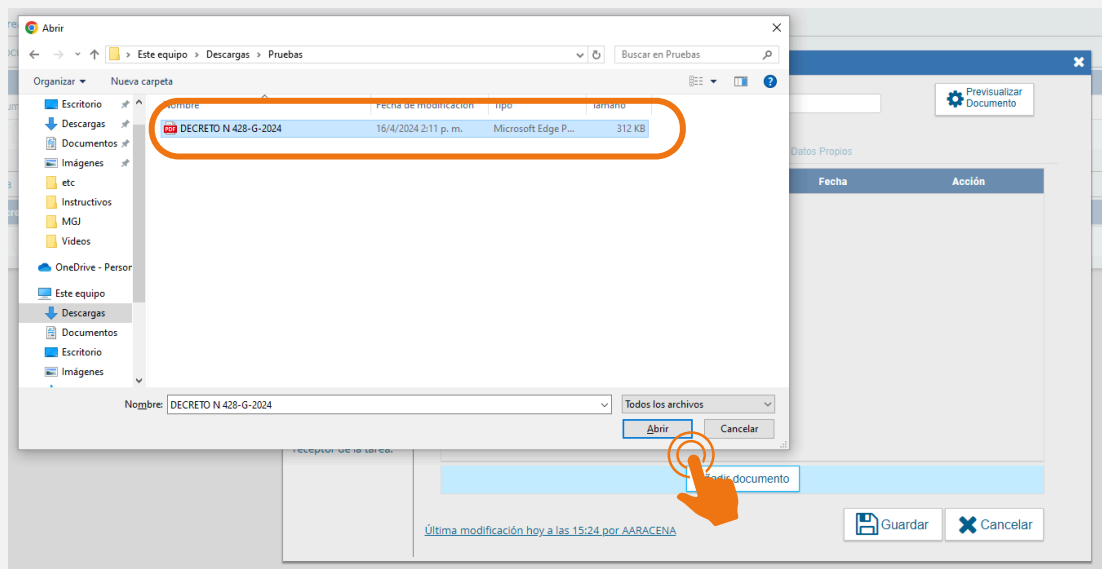 Abrir
Este equipo > Descargas > Pruebas
Buscar en Pruebas
Organizar
Nueva carpeta
Escritorio
Descargas
Documentos
Imágenes
etc
Instructivos
MGJ
Videos
OneDrive - Person
Este equipo
Descargas
Documentos
Escritorio
Imágenes
Nombre
Fecha de modificación
Tipo
Tamaño
DECRETO N 428-G-2024
16/4/2024 2:11 p. m.
Microsoft Edge P...
312 KB
Nombre:
DECRETO N 428-G-2024
Todos los archivos
Abrir
Cancelar
Previsualizar
Documento
Datos Propios
Fecha
Acción
receptor de la tarea.
documento
Última modificación hoy a las 15:24 por AARACENA
Guardar
Cancelar